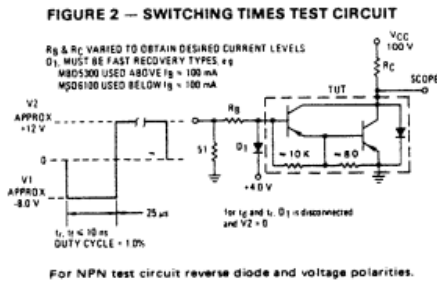 FIGURE 2 — SWITCHING TIMES TEST CIRCUIT
RB & RC VARIED TO OBTAIN DESIRED CURRENT LEVELS
D1, MUST BE FAST RECOVERY TYPES, eg
MBD5300 USED ABOVE IB ≈ 100 mA
MSD6100 USED BELOW IB ≈ 100 mA
VCC
100 V
RC
SCOPE
TUT
V2
APPROX
+12 V
RB
0
51
D1
≈ 10 K
≈ 80
V1
APPROX
-8.0 V
+4.0 V
25 µs
for td and tr, D1 is disconnected
and V2 = 0
tr, tf ≤ 10 ns
DUTY CYCLE = 1.0%
For NPN test circuit reverse diode and voltage polarities.